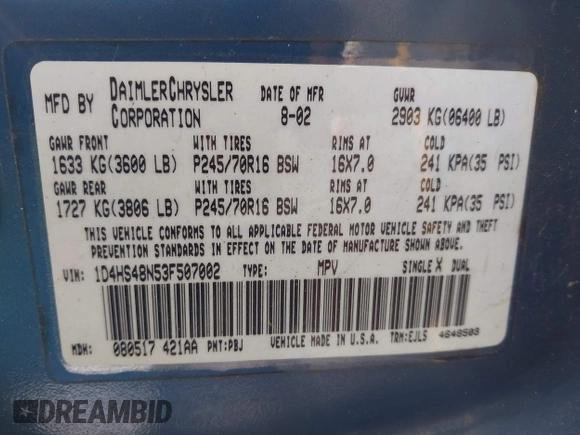 MFD BY DAIMLERCHRYSLER CORPORATION DATE OF MFR 8-02 GVWR 2903 KG(06400 LB)
GAWR FRONT WITH TIRES RIMS AT COLD
1633 KG(3600 LB) P245/70R16 BSW 16X7.0 241 KPA(35 PSI)
GAWR REAR WITH TIRES RIMS AT COLD
1727 KG(3806 LB) P245/70R16 BSW 16X7.0 241 KPA(35 PSI)
THIS VEHICLE CONFORMS TO ALL APPLICABLE FEDERAL MOTOR VEHICLE SAFETY AND THEFT
PREVENTION STANDARDS IN EFFECT ON THE DATE OF MANUFACTURE SHOWN ABOVE.
VIN: 1D4HS48N53F507002 TYPE: MPV SINGLE X DUAL
MDH: 080517 421AA PNT:PBJ VEHICLE MADE IN U.S.A. TRM:EJL5 4648503
DREAMBID